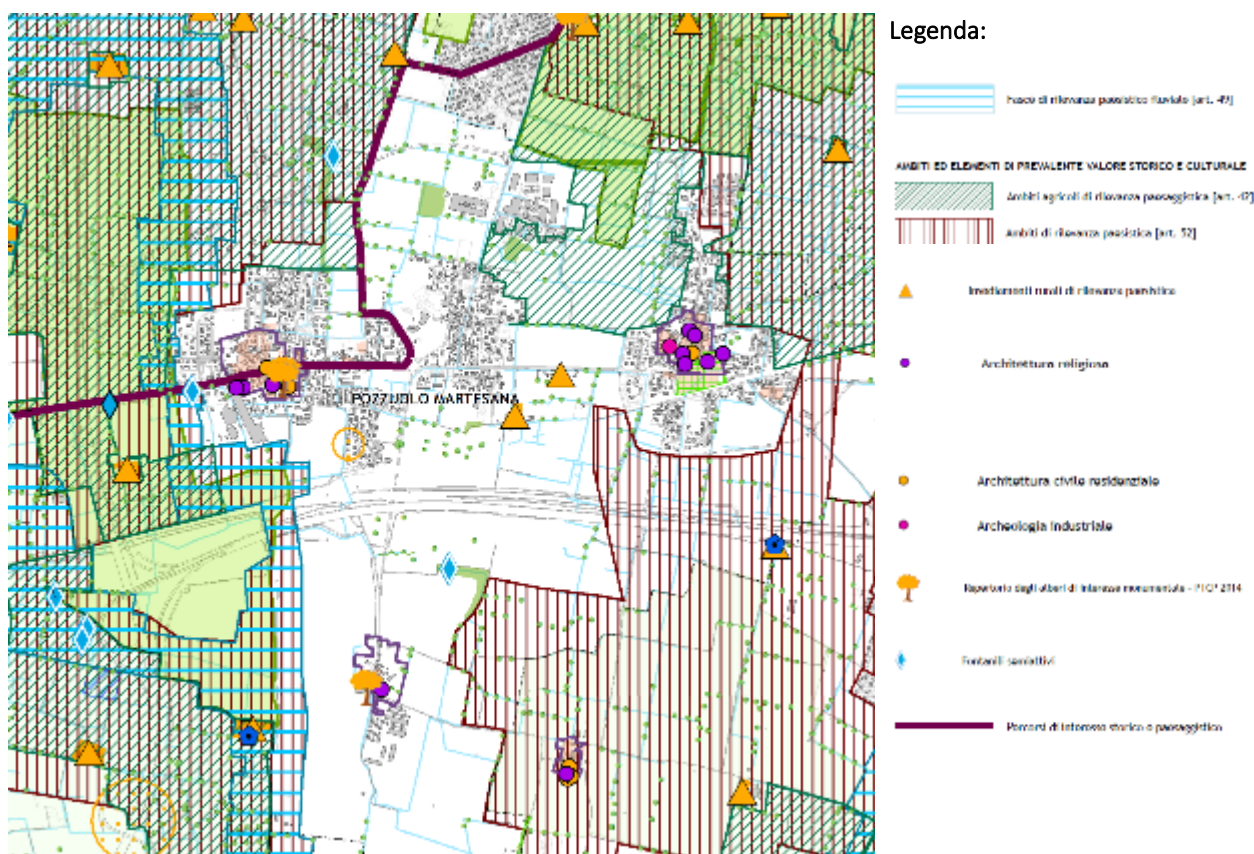 Legenda:
Fasce di rilevanza paesistico fluviale [art. 49]
AMBITI ED ELEMENTI DI PREVALENTE VALORE STORICO E CULTURALE
Ambiti agricoli di rilevanza paesaggistica [art. 42]
Ambiti di rilevanza paesistica [art. 52]
Insediamenti rurali di rilevanza paesistica
Architettura religiosa
POZZUOLO MARTESANA
Architettura civile residenziale
Archeologia industriale
Repertorio degli alberi di interesse monumentale - PTCP 2014
Fontanili semiattivi
Percorsi di interesse storico e paesaggistico